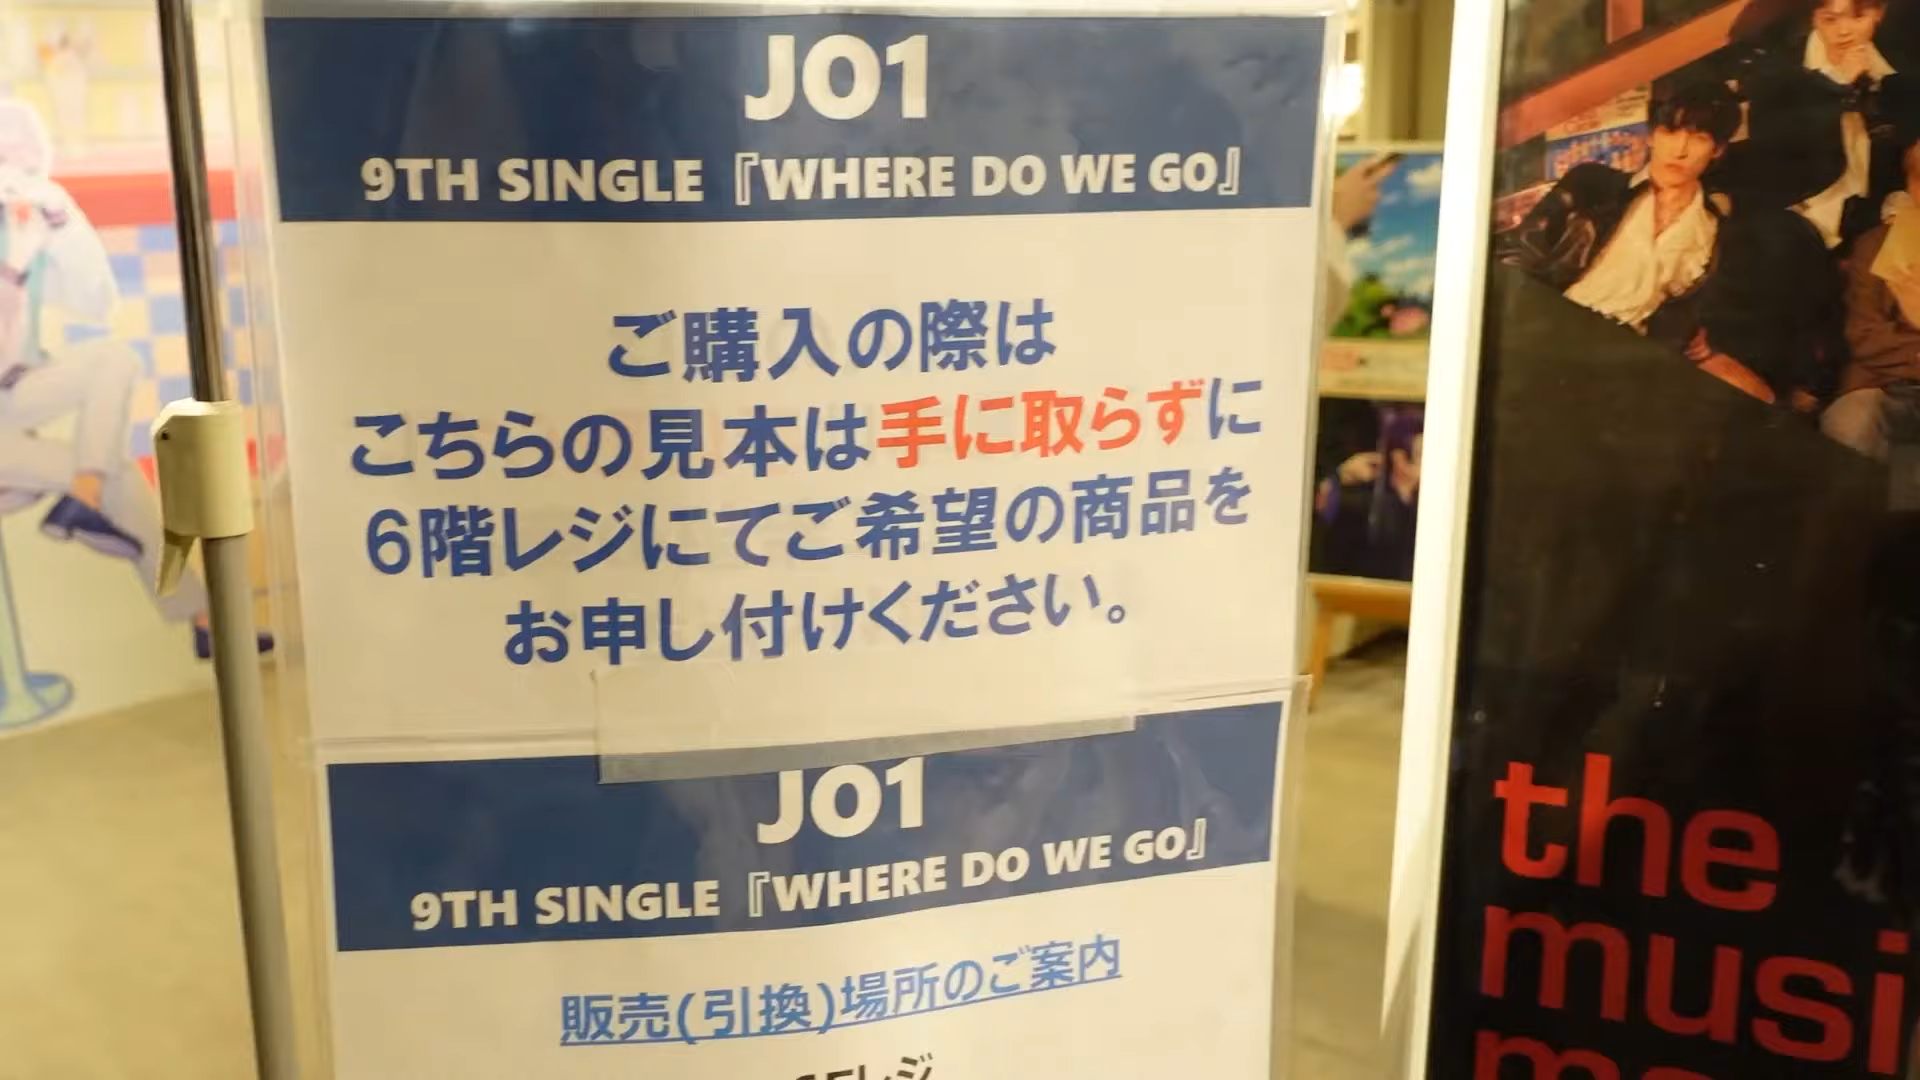 JO1
9TH SINGLE『WHERE DO WE GO』
ご購入の際は
こちらの見本は手に取らずに
6階レジにてご希望の商品を
お申し付けください。
JO1
9TH SINGLE『WHERE DO WE GO』
販売(引換)場所のご案内
the
musi